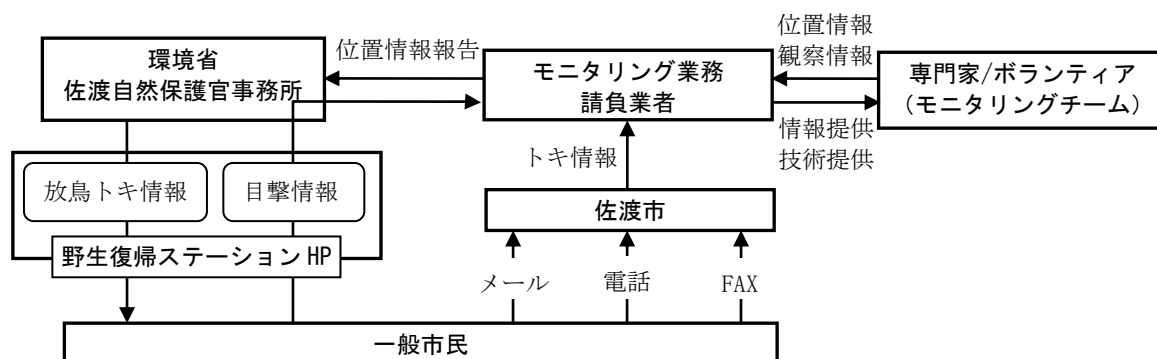 環境省
佐渡自然保護官事務所
位置情報報告
モニタリング業務
請負業者
位置情報
観察情報
専門家/ボランティア
(モニタリングチーム)
情報提供
技術提供
トキ情報
放鳥トキ情報
目撃情報
佐渡市
野生復帰ステーション HP
メール
電話
FAX
一般市民